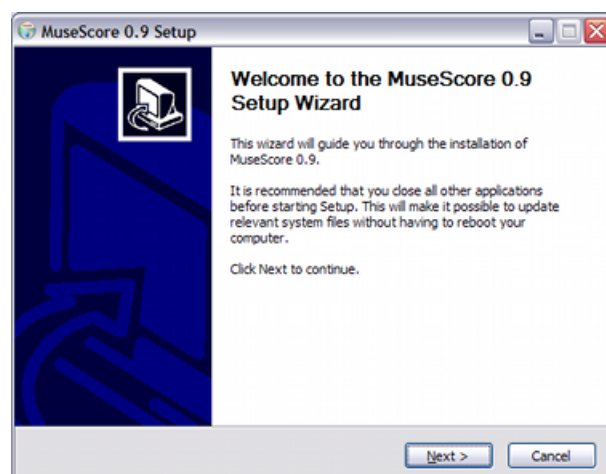 MuseScore 0.9 Setup
Welcome to the MuseScore 0.9
Setup Wizard
This wizard will guide you through the installation of
MuseScore 0.9.
It is recommended that you close all other applications
before starting Setup. This will make it possible to update
relevant system files without having to reboot your
computer.
Click Next to continue.
Next > Cancel